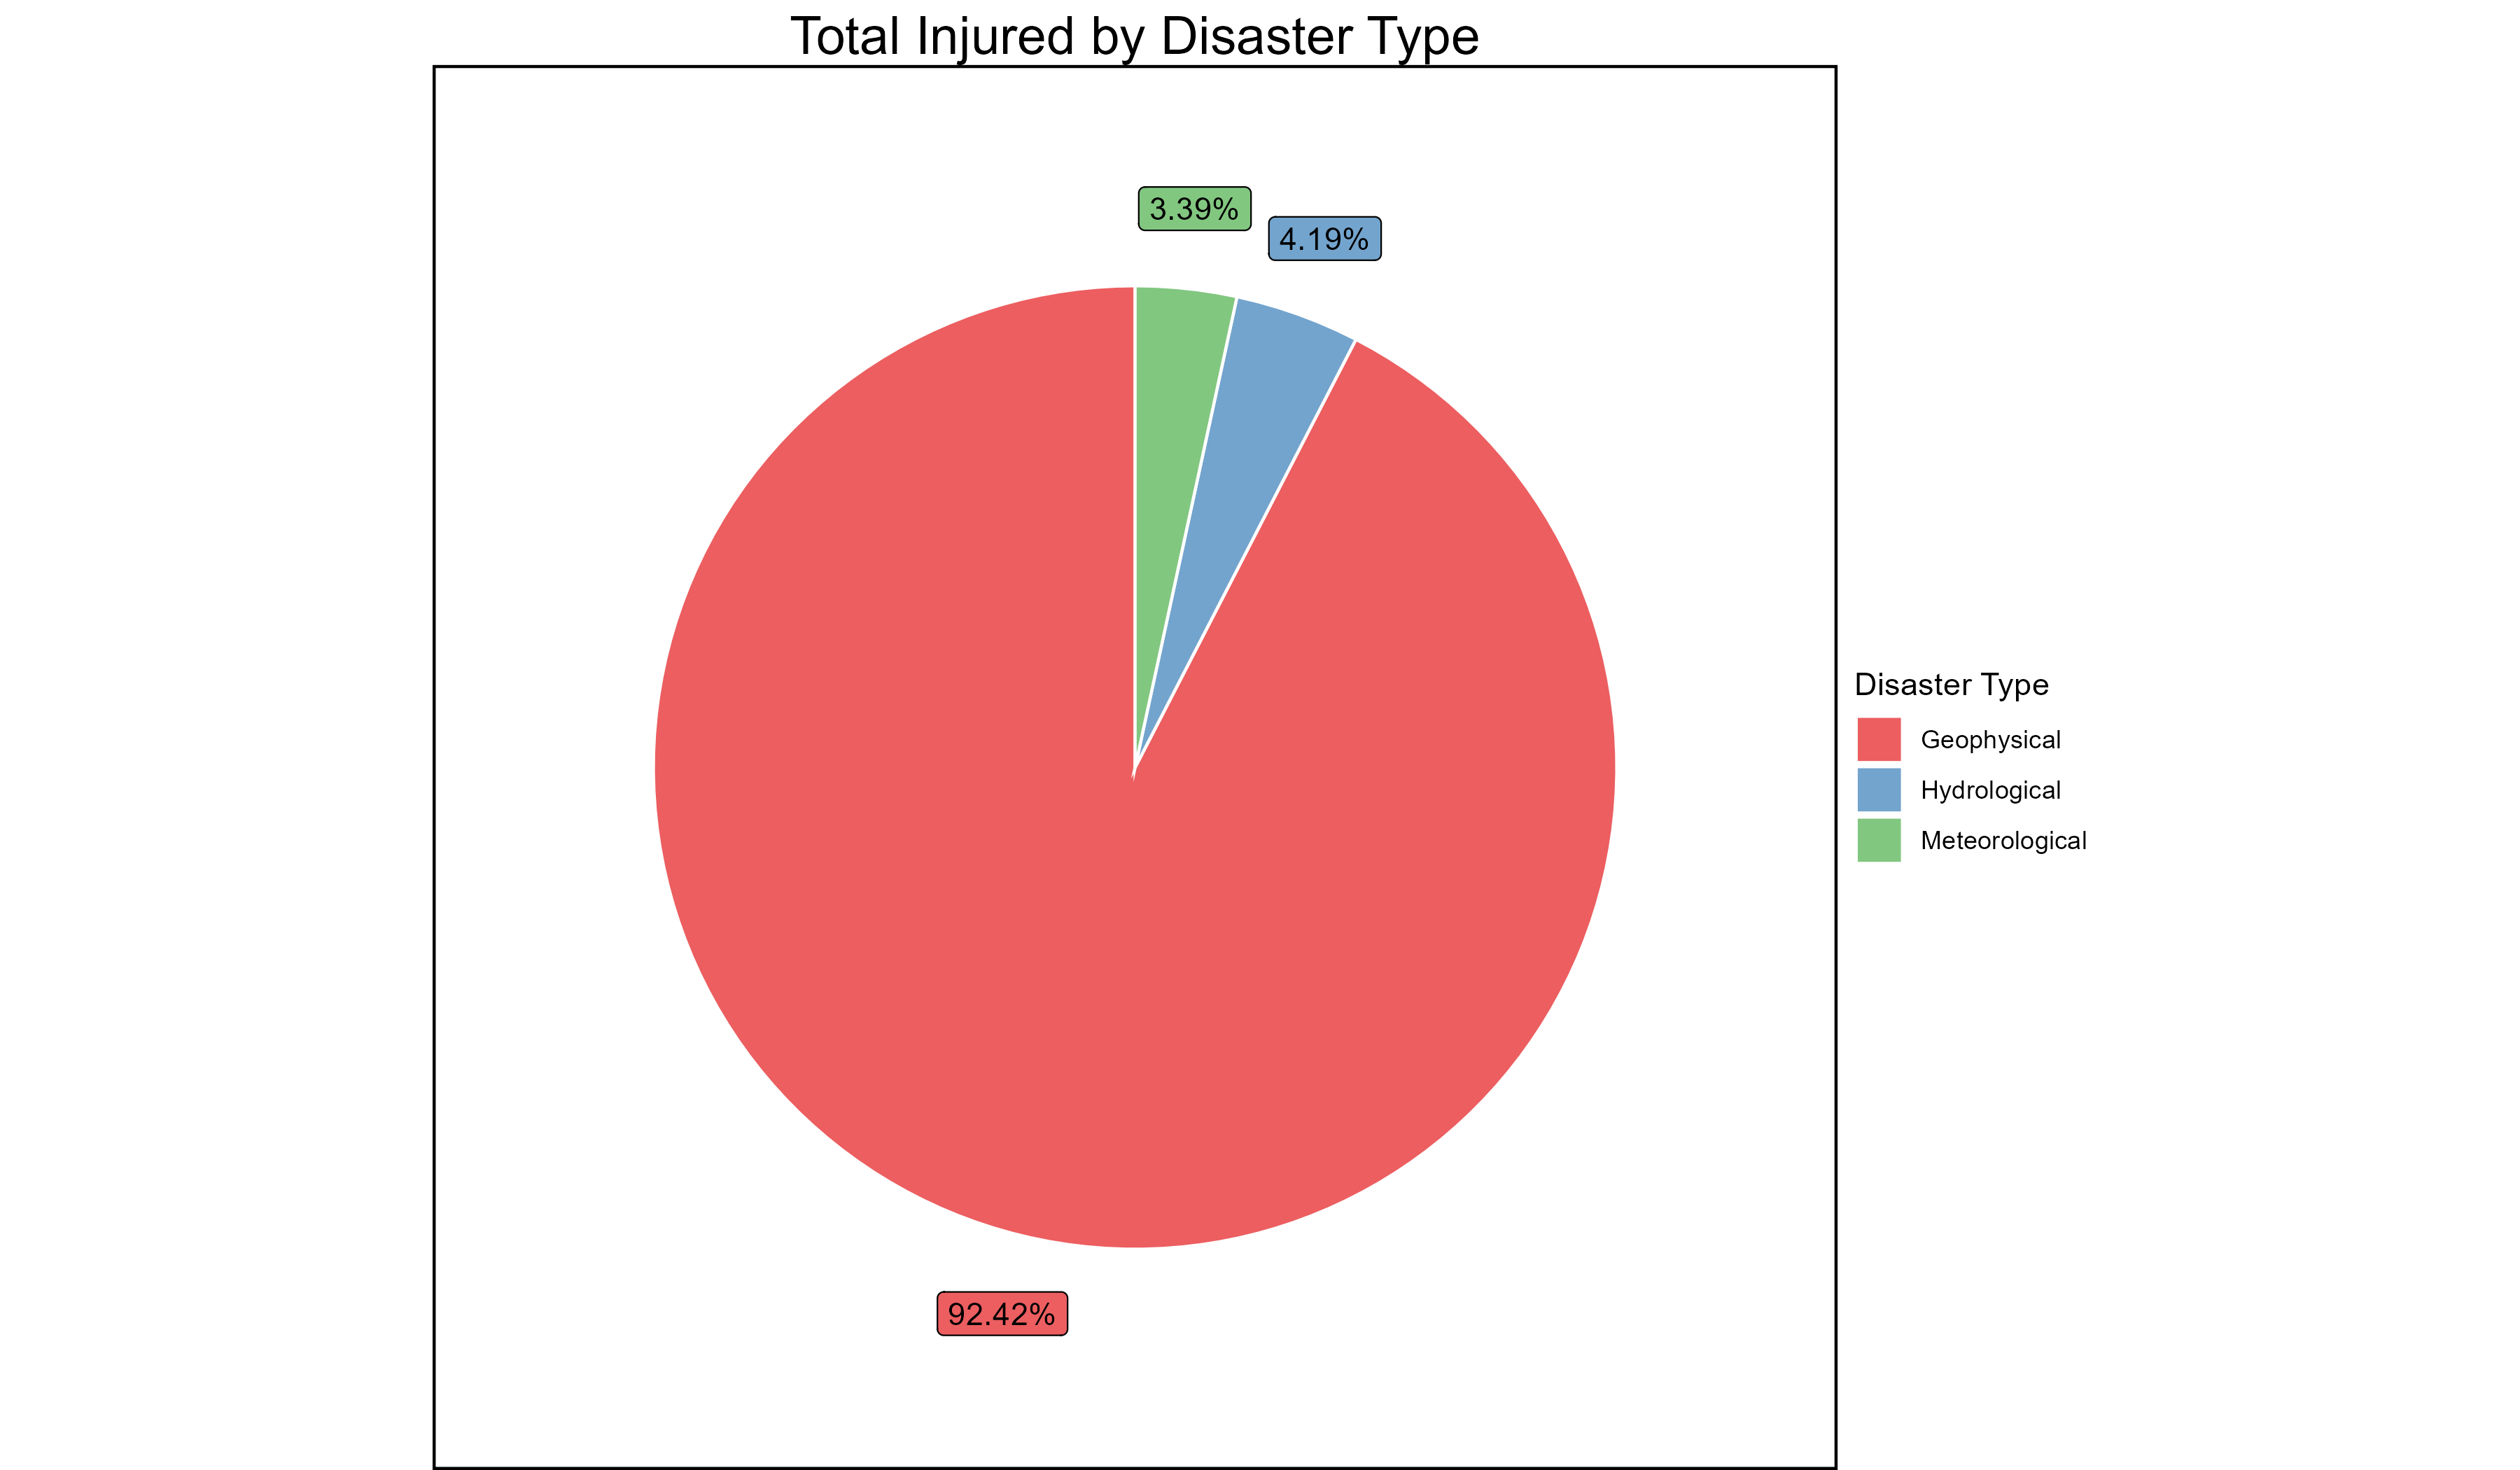 Total Injured by Disaster Type
3.39%
4.19%
92.42%
Disaster Type
Geophysical
Hydrological
Meteorological